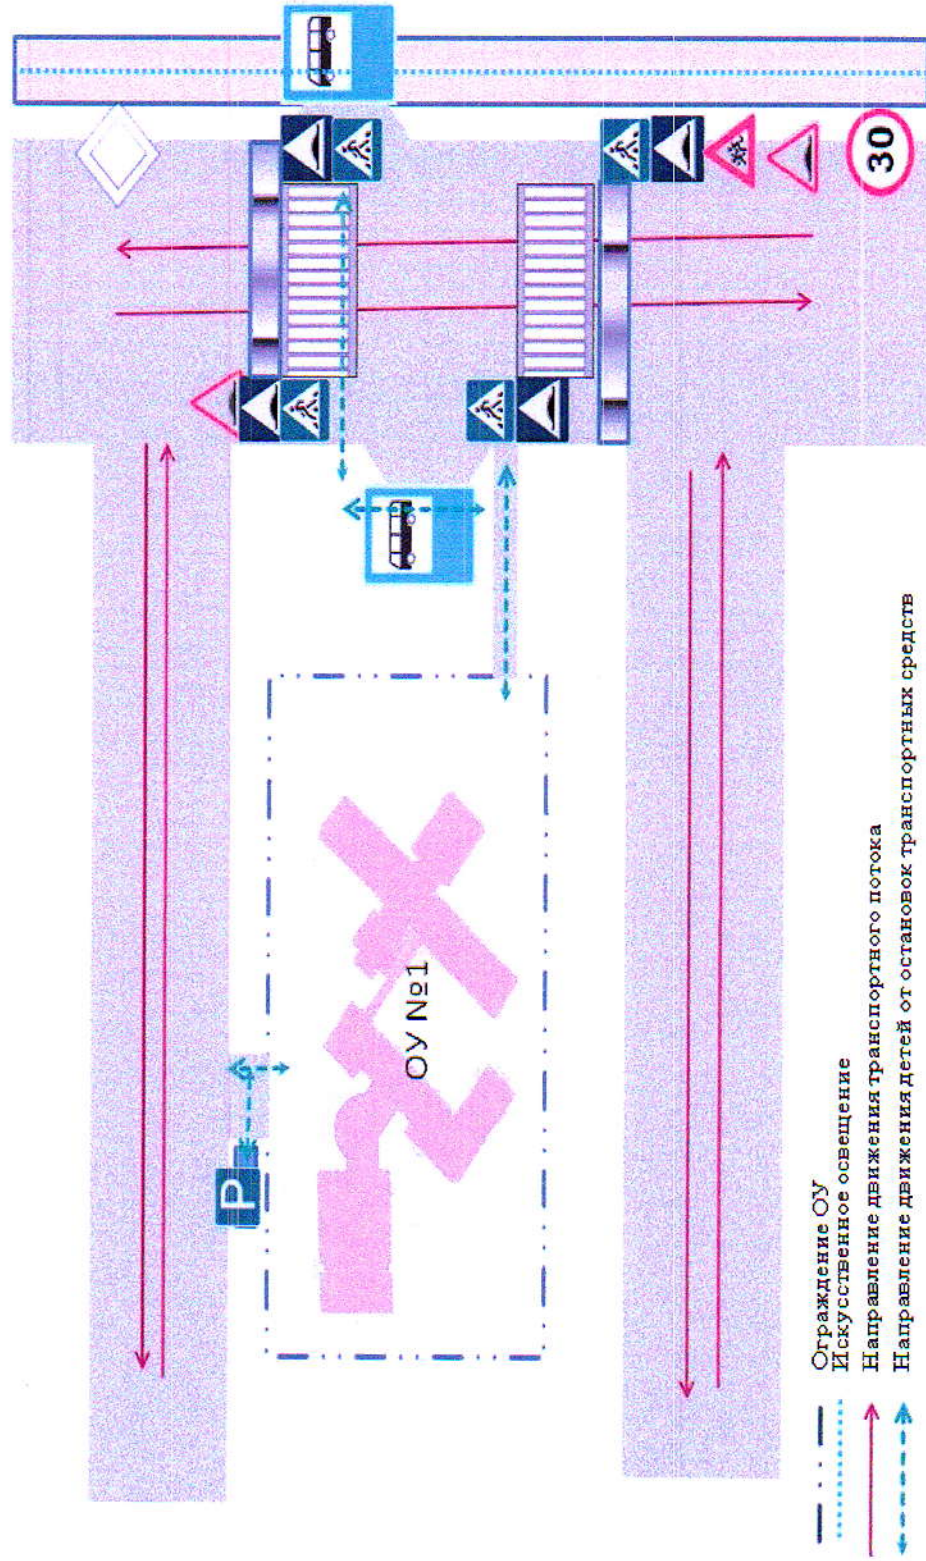 30
P
ОУ №1
Ограждение ОУ
Искусственное освещение
Направление движения транспортного потока
Направление движения детей от остановок транспортных средств